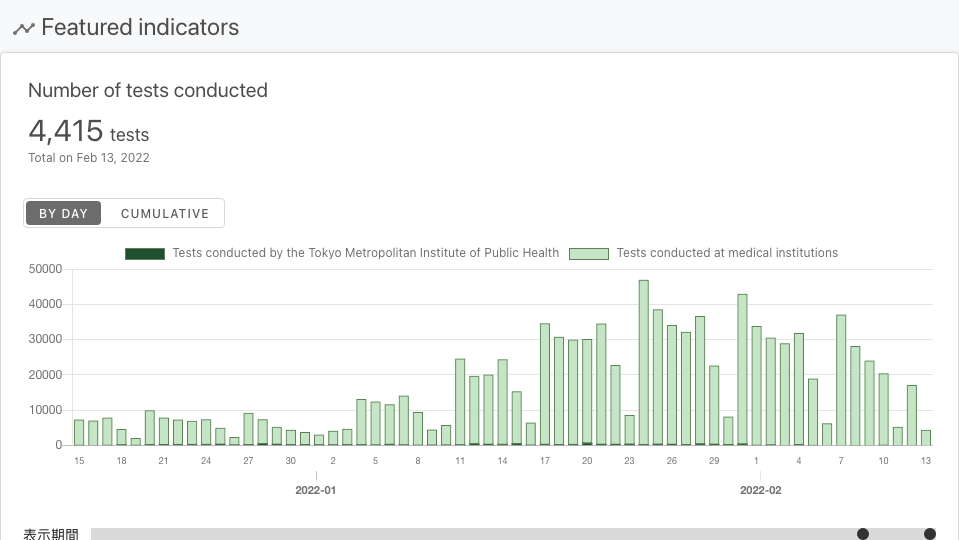 Featured indicators
Number of tests conducted
4,415 tests
Total on Feb 13, 2022
BY DAY CUMULATIVE
Tests conducted by the Tokyo Metropolitan Institute of Public Health Tests conducted at medical institutions
50000
40000
30000
20000
10000
0
15 18 21 24 27 30 2 5 8 11 14 17 20 23 26 29 1 4 7 10 13
2022-01 2022-02
表示期間